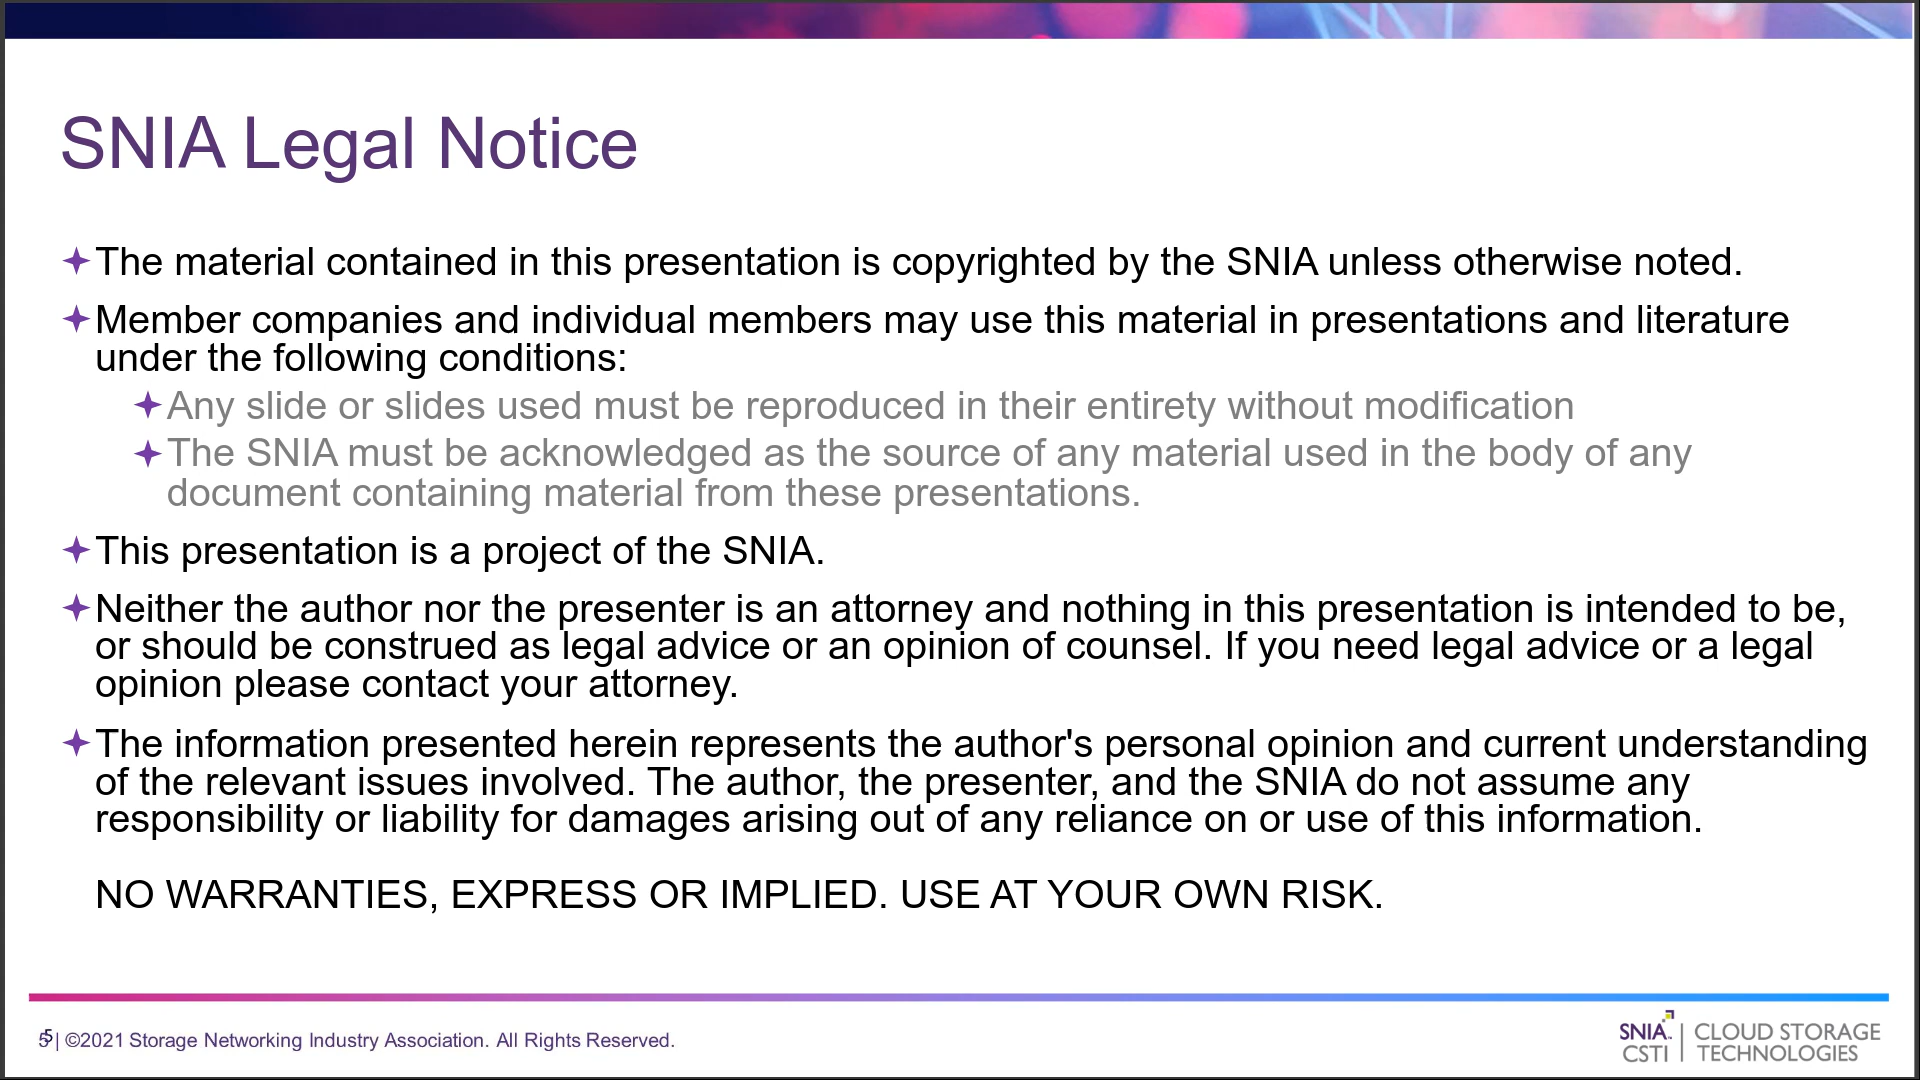 SNIA Legal Notice
The material contained in this presentation is copyrighted by the SNIA unless otherwise noted.
Member companies and individual members may use this material in presentations and literature
under the following conditions:
Any slide or slides used must be reproduced in their entirety without modification
The SNIA must be acknowledged as the source of any material used in the body of any
document containing material from these presentations.
This presentation is a project of the SNIA.
Neither the author nor the presenter is an attorney and nothing in this presentation is intended to be,
or should be construed as legal advice or an opinion of counsel. If you need legal advice or a legal
opinion please contact your attorney.
The information presented herein represents the author's personal opinion and current understanding
of the relevant issues involved. The author, the presenter, and the SNIA do not assume any
responsibility or liability for damages arising out of any reliance on or use of this information.
NO WARRANTIES, EXPRESS OR IMPLIED. USE AT YOUR OWN RISK.
5 | ©2021 Storage Networking Industry Association. All Rights Reserved.
SNIA | CLOUD STORAGE
CSTI | TECHNOLOGIES